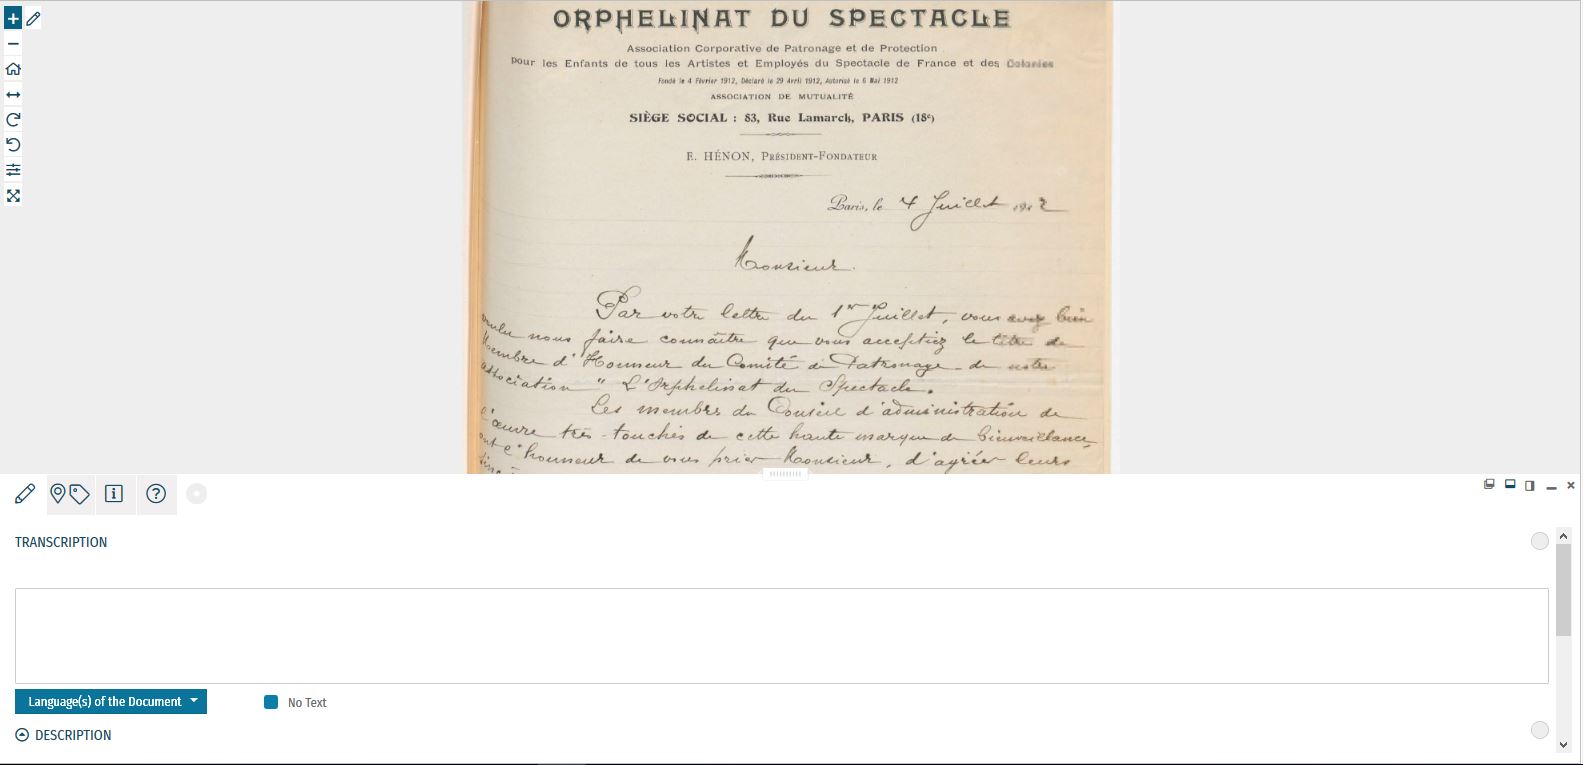 ORPHELINAT DU SPECTACLE
Association Corporative de Patronage et de Protection
Pour les Enfants de tous les Artistes et Employés du Spectacle de France et des Colonies
Fondé le 4 Février 1912, Déclaré le 29 Avril 1912, Autorisé le 6 Mai 1912
ASSOCIATION DE MUTUALITÉ
SIÈGE SOCIAL : 83, Rue Lamarck, PARIS (18e)
E. HÉNON, Président-Fondateur
Paris, le 4 Juillet 1912
Monsieur.
Par votre lettre du 1er Juillet, vous avez bien
voulu nous faire connaître que vous acceptiez le titre de
Membre d'Honneur du Comité de Patronage de notre
association "L'Orphelinat du Spectacle.
Les membres du Conseil d'administration de
l'œuvre très-touchés de cette haute marque de bienveillance,
ont l'honneur de vous prier Monsieur, d'agréer leurs
TRANSCRIPTION
Language(s) of the Document
No Text
DESCRIPTION